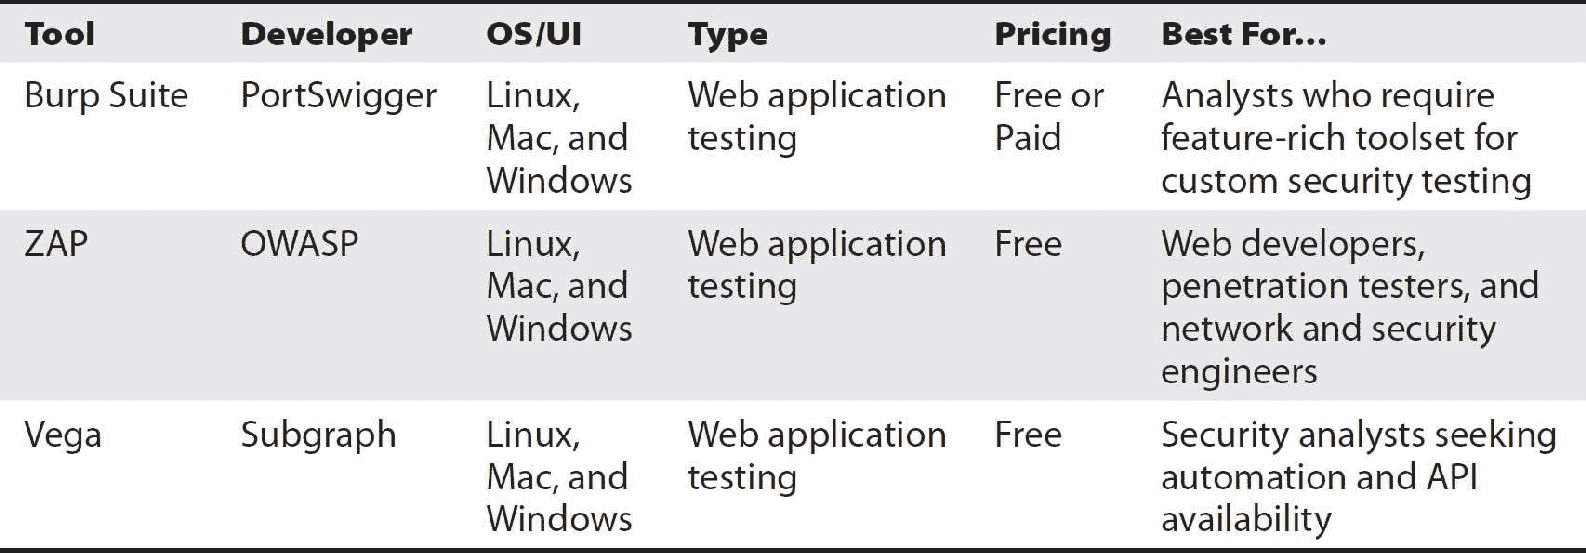 Tool Developer OS/UI Type Pricing Best For...
Burp Suite PortSwigger Linux, Web application Free or Analysts who require
Mac, and testing Paid feature-rich toolset for
Windows custom security testing
ZAP OWASP Linux, Web application Free Web developers,
Mac, and testing penetration testers, and
Windows network and security
engineers
Vega Subgraph Linux, Web application Free Security analysts seeking
Mac, and testing automation and API
Windows availability